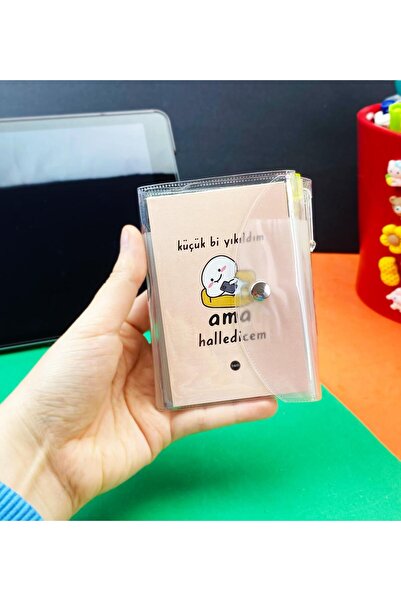 küçük bi yıkıldım
ama
halledicem